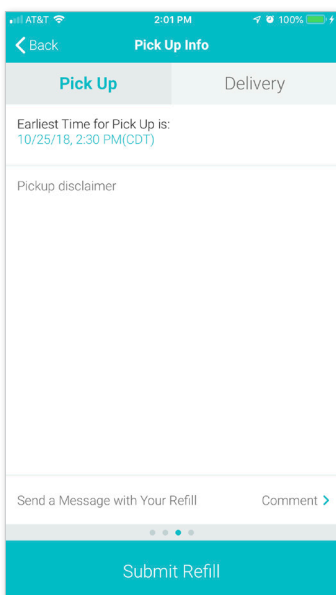 AT&T 2:01 PM 100%
Back Pick Up Info
Pick Up Delivery
Earliest Time for Pick Up is:
10/25/18, 2:30 PM(CDT)
Pickup disclaimer
Send a Message with Your Refill Comment
Submit Refill